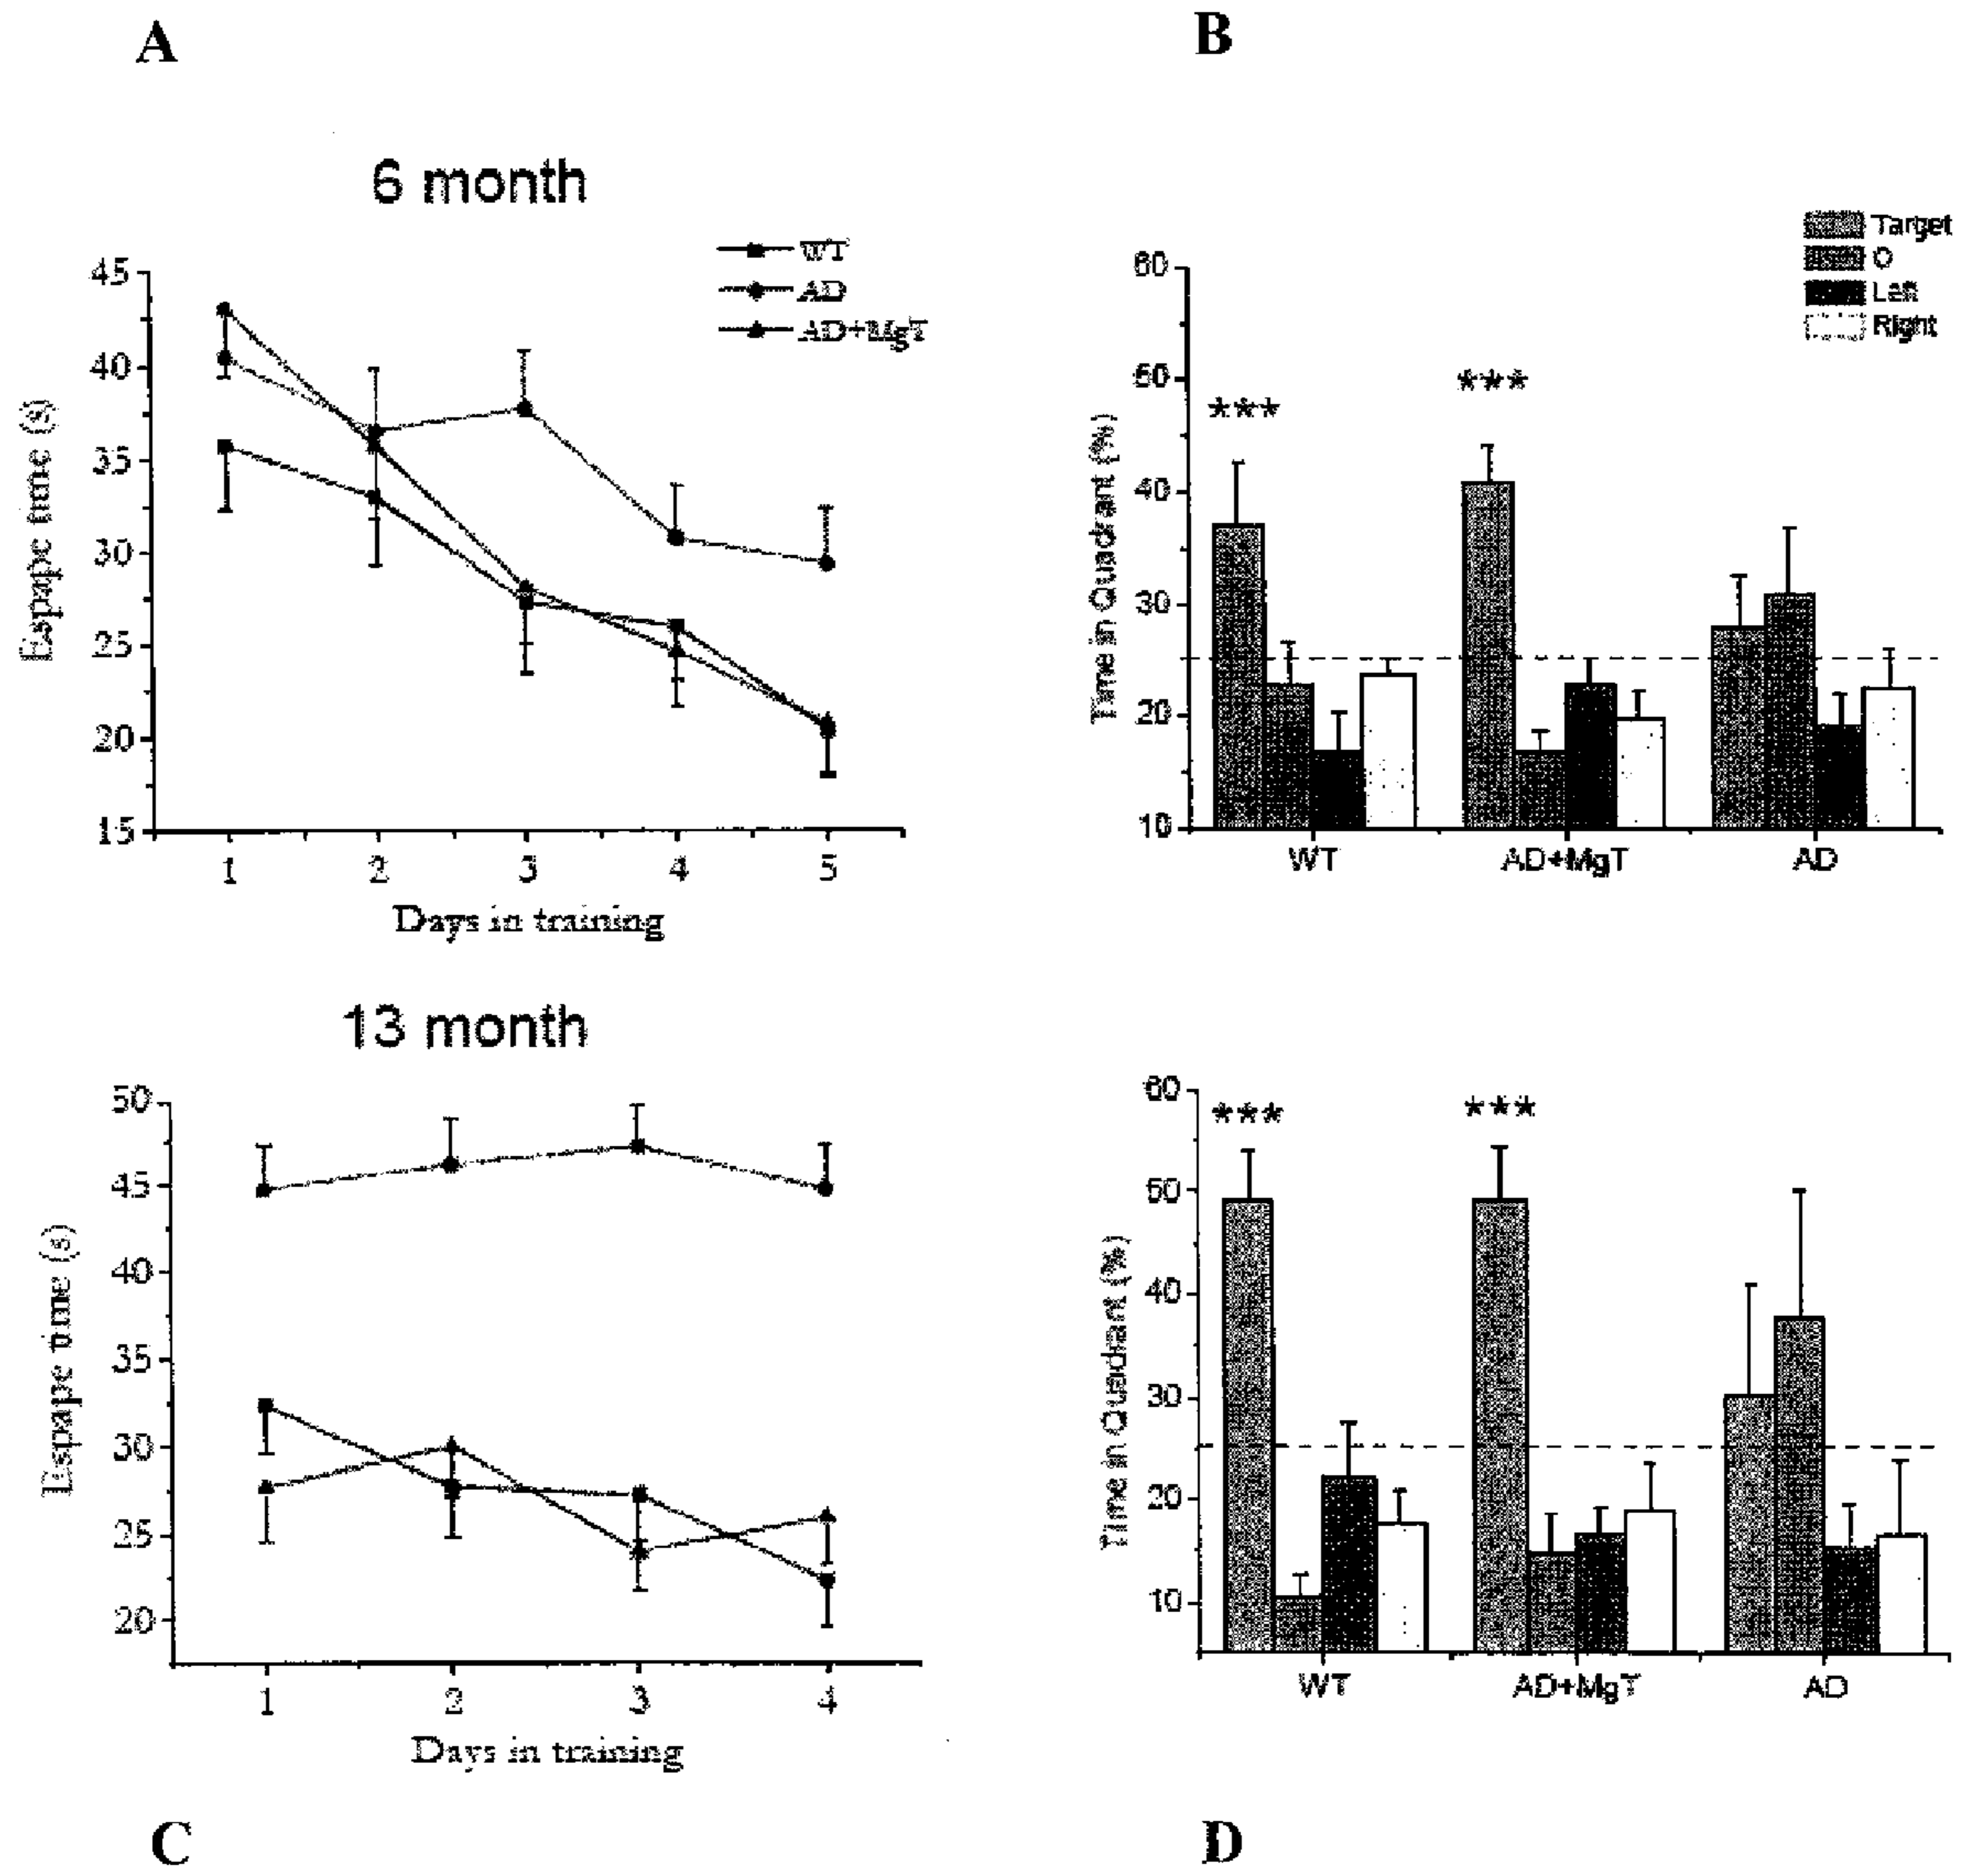 A
B
6 month
WT
AD
AD+MgT
45
40
35
30
25
20
15
1 2 3 4 5
Espape time (s)
Days in training
Target
O
Left
Right
60
50
40
30
20
10
Time in Quadrant (%)
***
***
WT AD+MgT AD
13 month
50
45
40
35
30
25
20
1 2 3 4
Espape time (s)
Days in training
60
50
40
30
20
10
Time in Quadrant (%)
***
***
WT AD+MgT AD
C
D